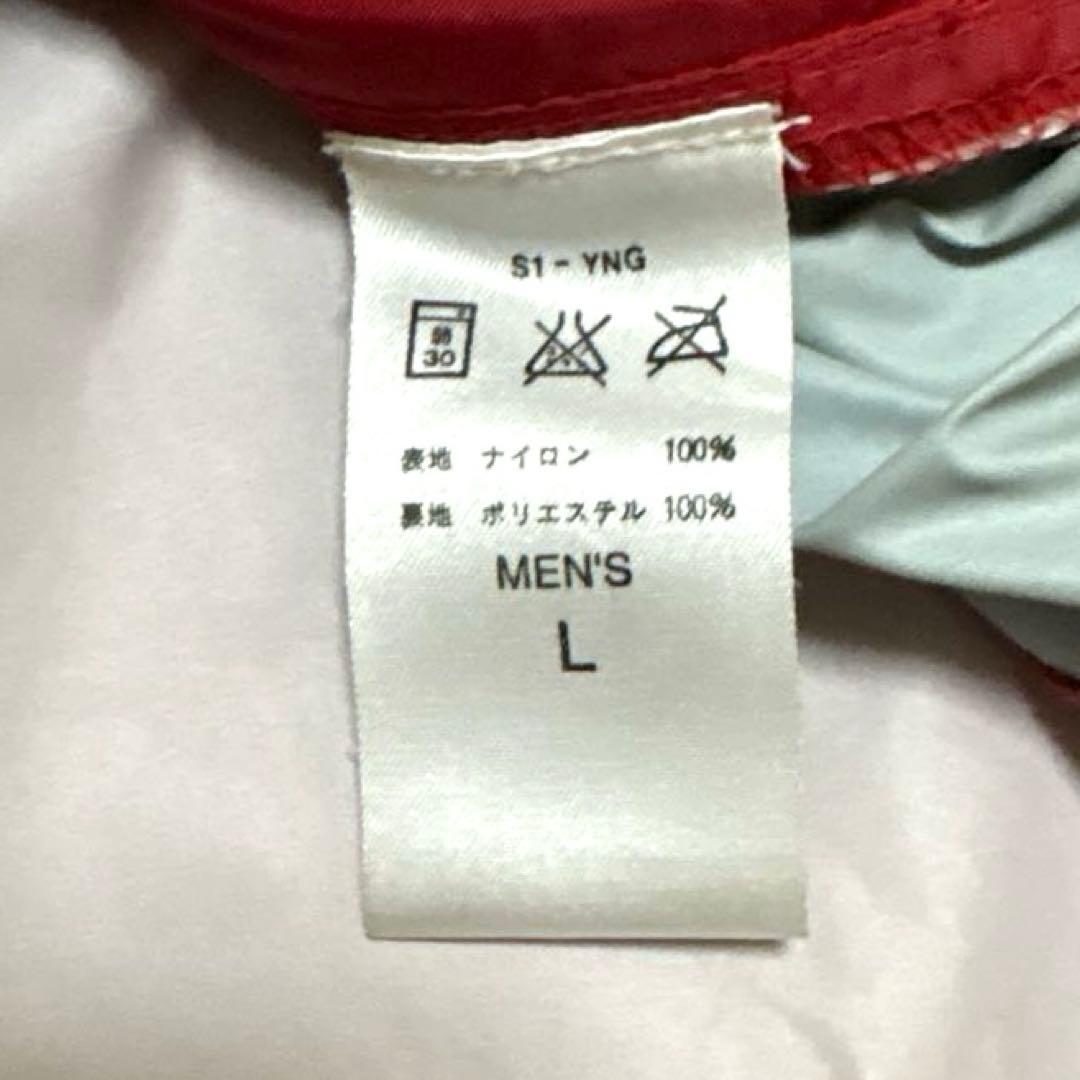 S1 - YNG
30
表地 ナイロン 100%
裏地 ポリエステル 100%
MEN'S
L